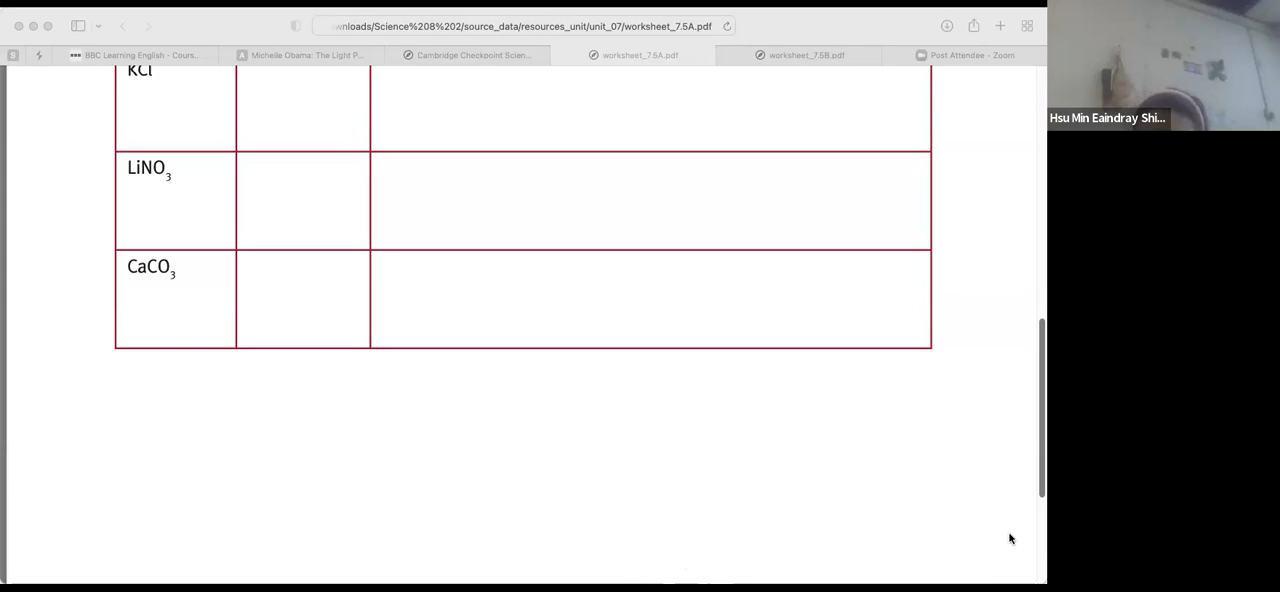 wnloads/Science%208%202/source_data/resources_unit/unit_07/worksheet_7.5A.pdf
S
BBC Learning English - Cours...
Michelle Obama: The Light P...
Cambridge Checkpoint Scien...
worksheet_7.5A.pdf
worksheet_7.5B.pdf
Post Attendee - Zoom
Hsu Min Eaindray Shi...
KCl
LiNO3
CaCO3